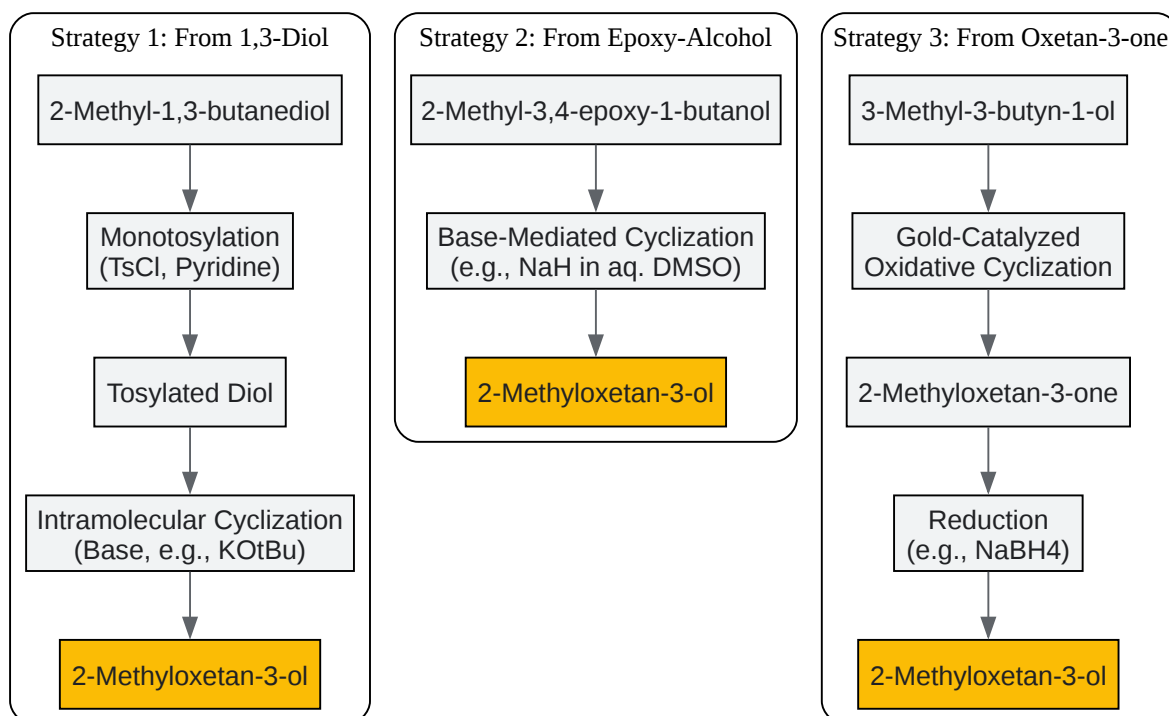 Strategy 1: From 1,3-Diol
2-Methyl-1,3-butanediol
Monotosylation
(TsCl, Pyridine)
Tosylated Diol
Intramolecular Cyclization
(Base, e.g., KOtBu)
2-Methyloxetan-3-ol
Strategy 2: From Epoxy-Alcohol
2-Methyl-3,4-epoxy-1-butanol
Base-Mediated Cyclization
(e.g., NaH in aq. DMSO)
2-Methyloxetan-3-ol
Strategy 3: From Oxetan-3-one
3-Methyl-3-butyn-1-ol
Gold-Catalyzed
Oxidative Cyclization
2-Methyloxetan-3-one
Reduction
(e.g., NaBH4)
2-Methyloxetan-3-ol